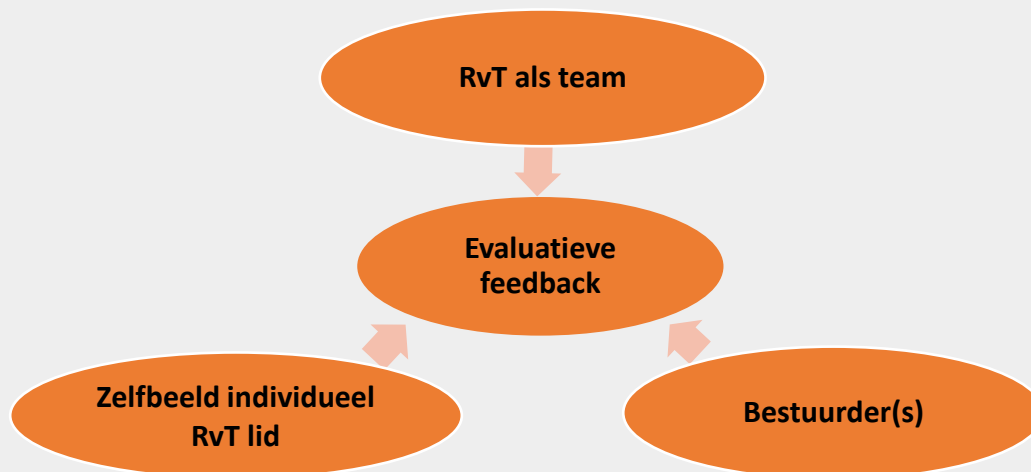 RvT als team
Evaluatieve
feedback
Zelfbeeld individueel
RvT lid
Bestuurder(s)